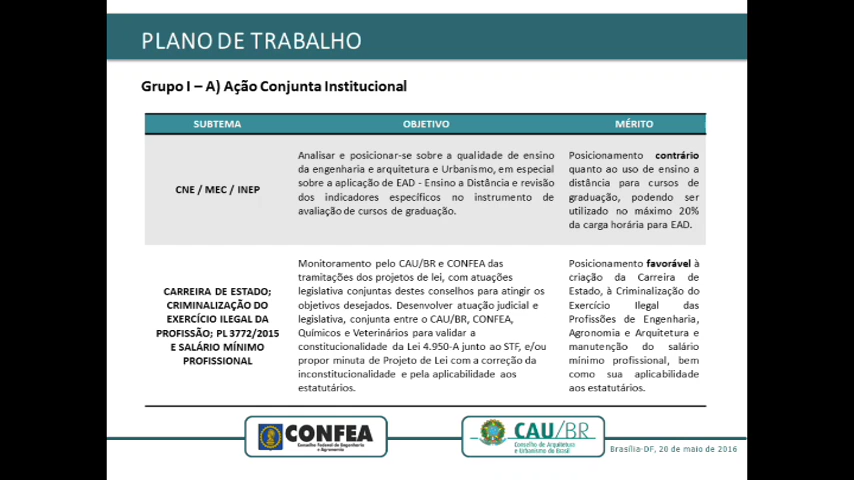 PLANO DE TRABALHO
Grupo I – A) Ação Conjunta Institucional
SUBTEMA
OBJETIVO
MÉRITO
CNE / MEC / INEP
Analisar e posicionar-se sobre a qualidade de ensino
da engenharia e arquitetura e Urbanismo, em especial
sobre a aplicação de EAD - Ensino a Distância e revisão
dos indicadores específicos no instrumento de
avaliação de cursos de graduação.
Posicionamento contrário
quanto ao uso de ensino a
distância para cursos de
graduação, podendo ser
utilizado no máximo 20%
da carga horária para EAD.
CARREIRA DE ESTADO;
CRIMINALIZAÇÃO DO
EXERCÍCIO ILEGAL DA
PROFISSÃO; PL 3772/2015
E SALÁRIO MÍNIMO
PROFISSIONAL
Monitoramento pelo CAU/BR e CONFEA das
tramitações dos projetos de lei, com atuações
legislativa conjuntas destes conselhos para atingir os
objetivos desejados. Desenvolver atuação judicial e
legislativa, conjunta entre o CAU/BR, CONFEA,
Químicos e Veterinários para validar a
constitucionalidade da Lei 4.950-A junto ao STF, e/ou
propor minuta de Projeto de Lei com a correção da
inconstitucionalidade e pela aplicabilidade aos
estatutários.
Posicionamento favorável à
criação da Carreira de
Estado, à Criminalização do
Exercício Ilegal das
Profissões de Engenharia,
Agronomia e Arquitetura e
manutenção do salário
mínimo profissional, bem
como sua aplicabilidade
aos estatutários.
CONFEA
Conselho Federal de Engenharia
e Agronomia
CAU/BR
Conselho de Arquitetura
e Urbanismo do Brasil
Brasília-DF, 20 de maio de 2016